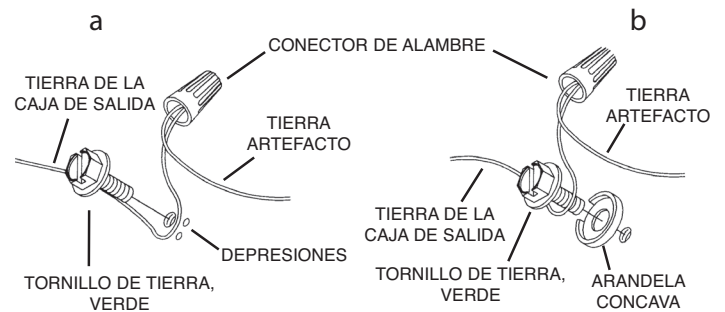 a
b
CONECTOR DE ALAMBRE
TIERRA DE LA
CAJA DE SALIDA
TIERRA
ARTEFACTO
DEPRESIONES
TORNILLO DE TIERRA,
VERDE
TIERRA
ARTEFACTO
TIERRA DE LA
CAJA DE SALIDA
TORNILLO DE TIERRA,
VERDE
ARANDELA
CONCAVA